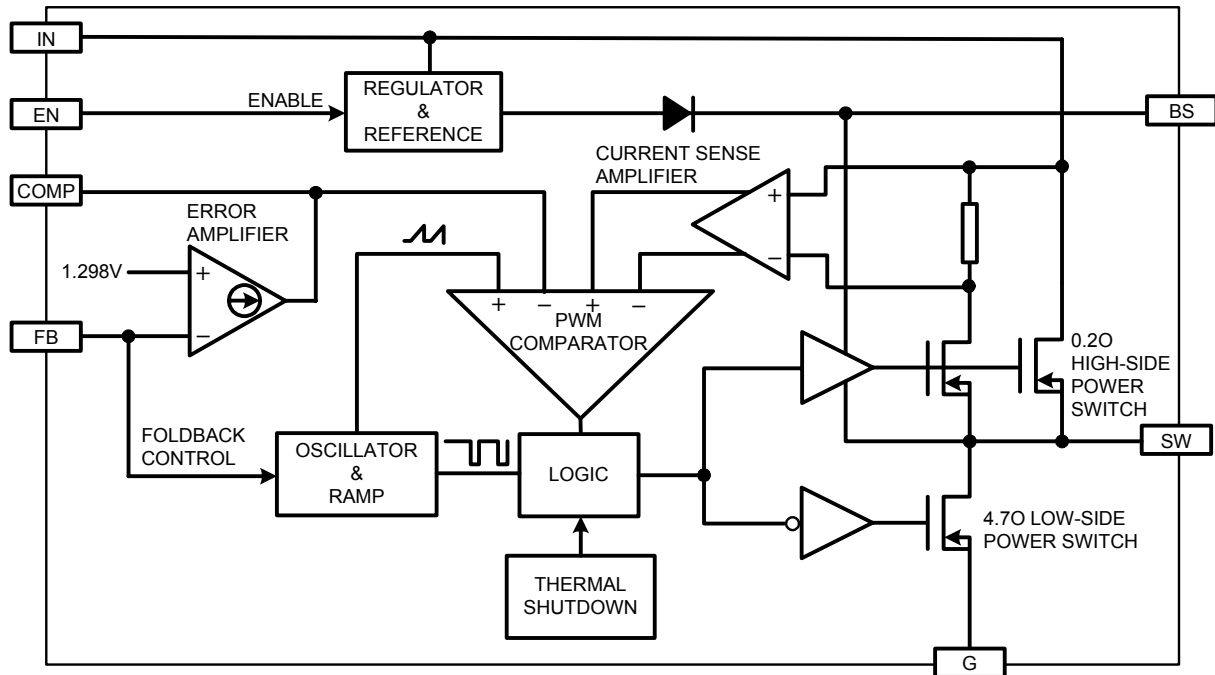 IN
EN
ENABLE
REGULATOR
&
REFERENCE
BS
COMP
CURRENT SENSE
AMPLIFIER
ERROR
AMPLIFIER
1.298V
+
−
+
−
+
−
+
−
PWM
COMPARATOR
FB
0.2O
HIGH-SIDE
POWER
SWITCH
FOLDBACK
CONTROL
OSCILLATOR
&
RAMP
LOGIC
SW
4.7O LOW-SIDE
POWER SWITCH
THERMAL
SHUTDOWN
G